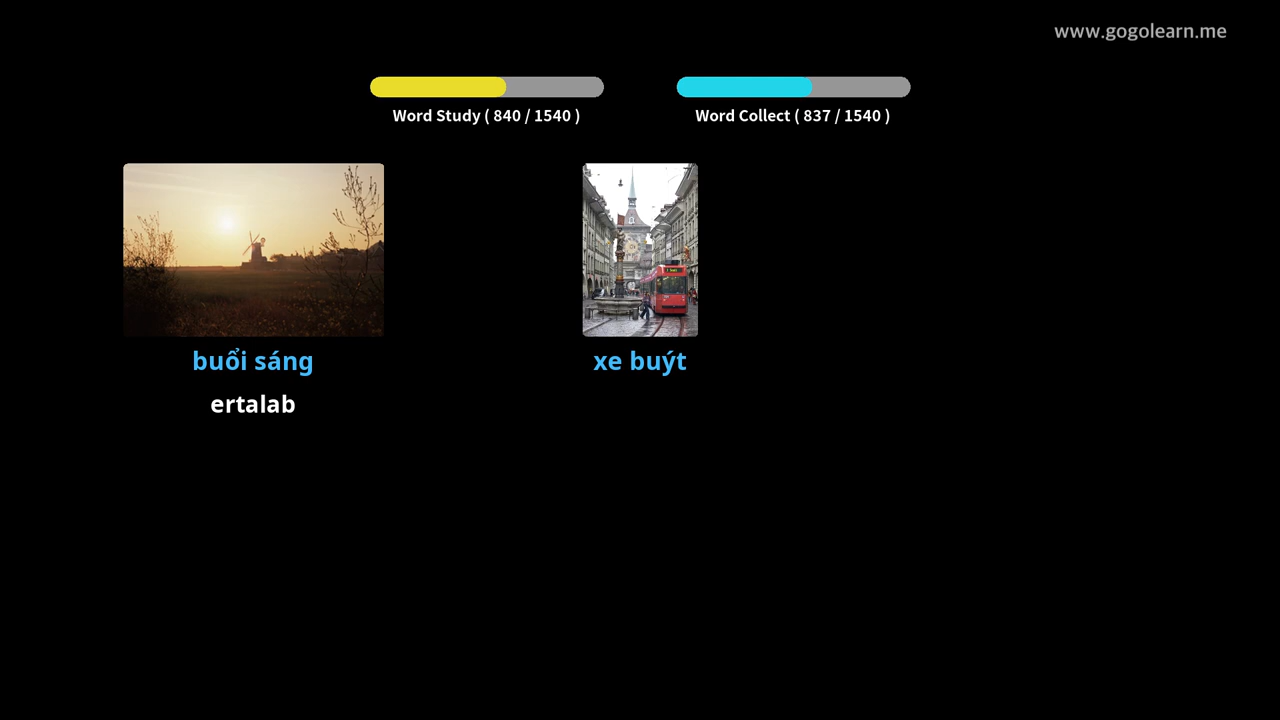 www.gogolearn.me
Word Study ( 840 / 1540 )
Word Collect ( 837 / 1540 )
buổi sáng
xe buýt
ertalab